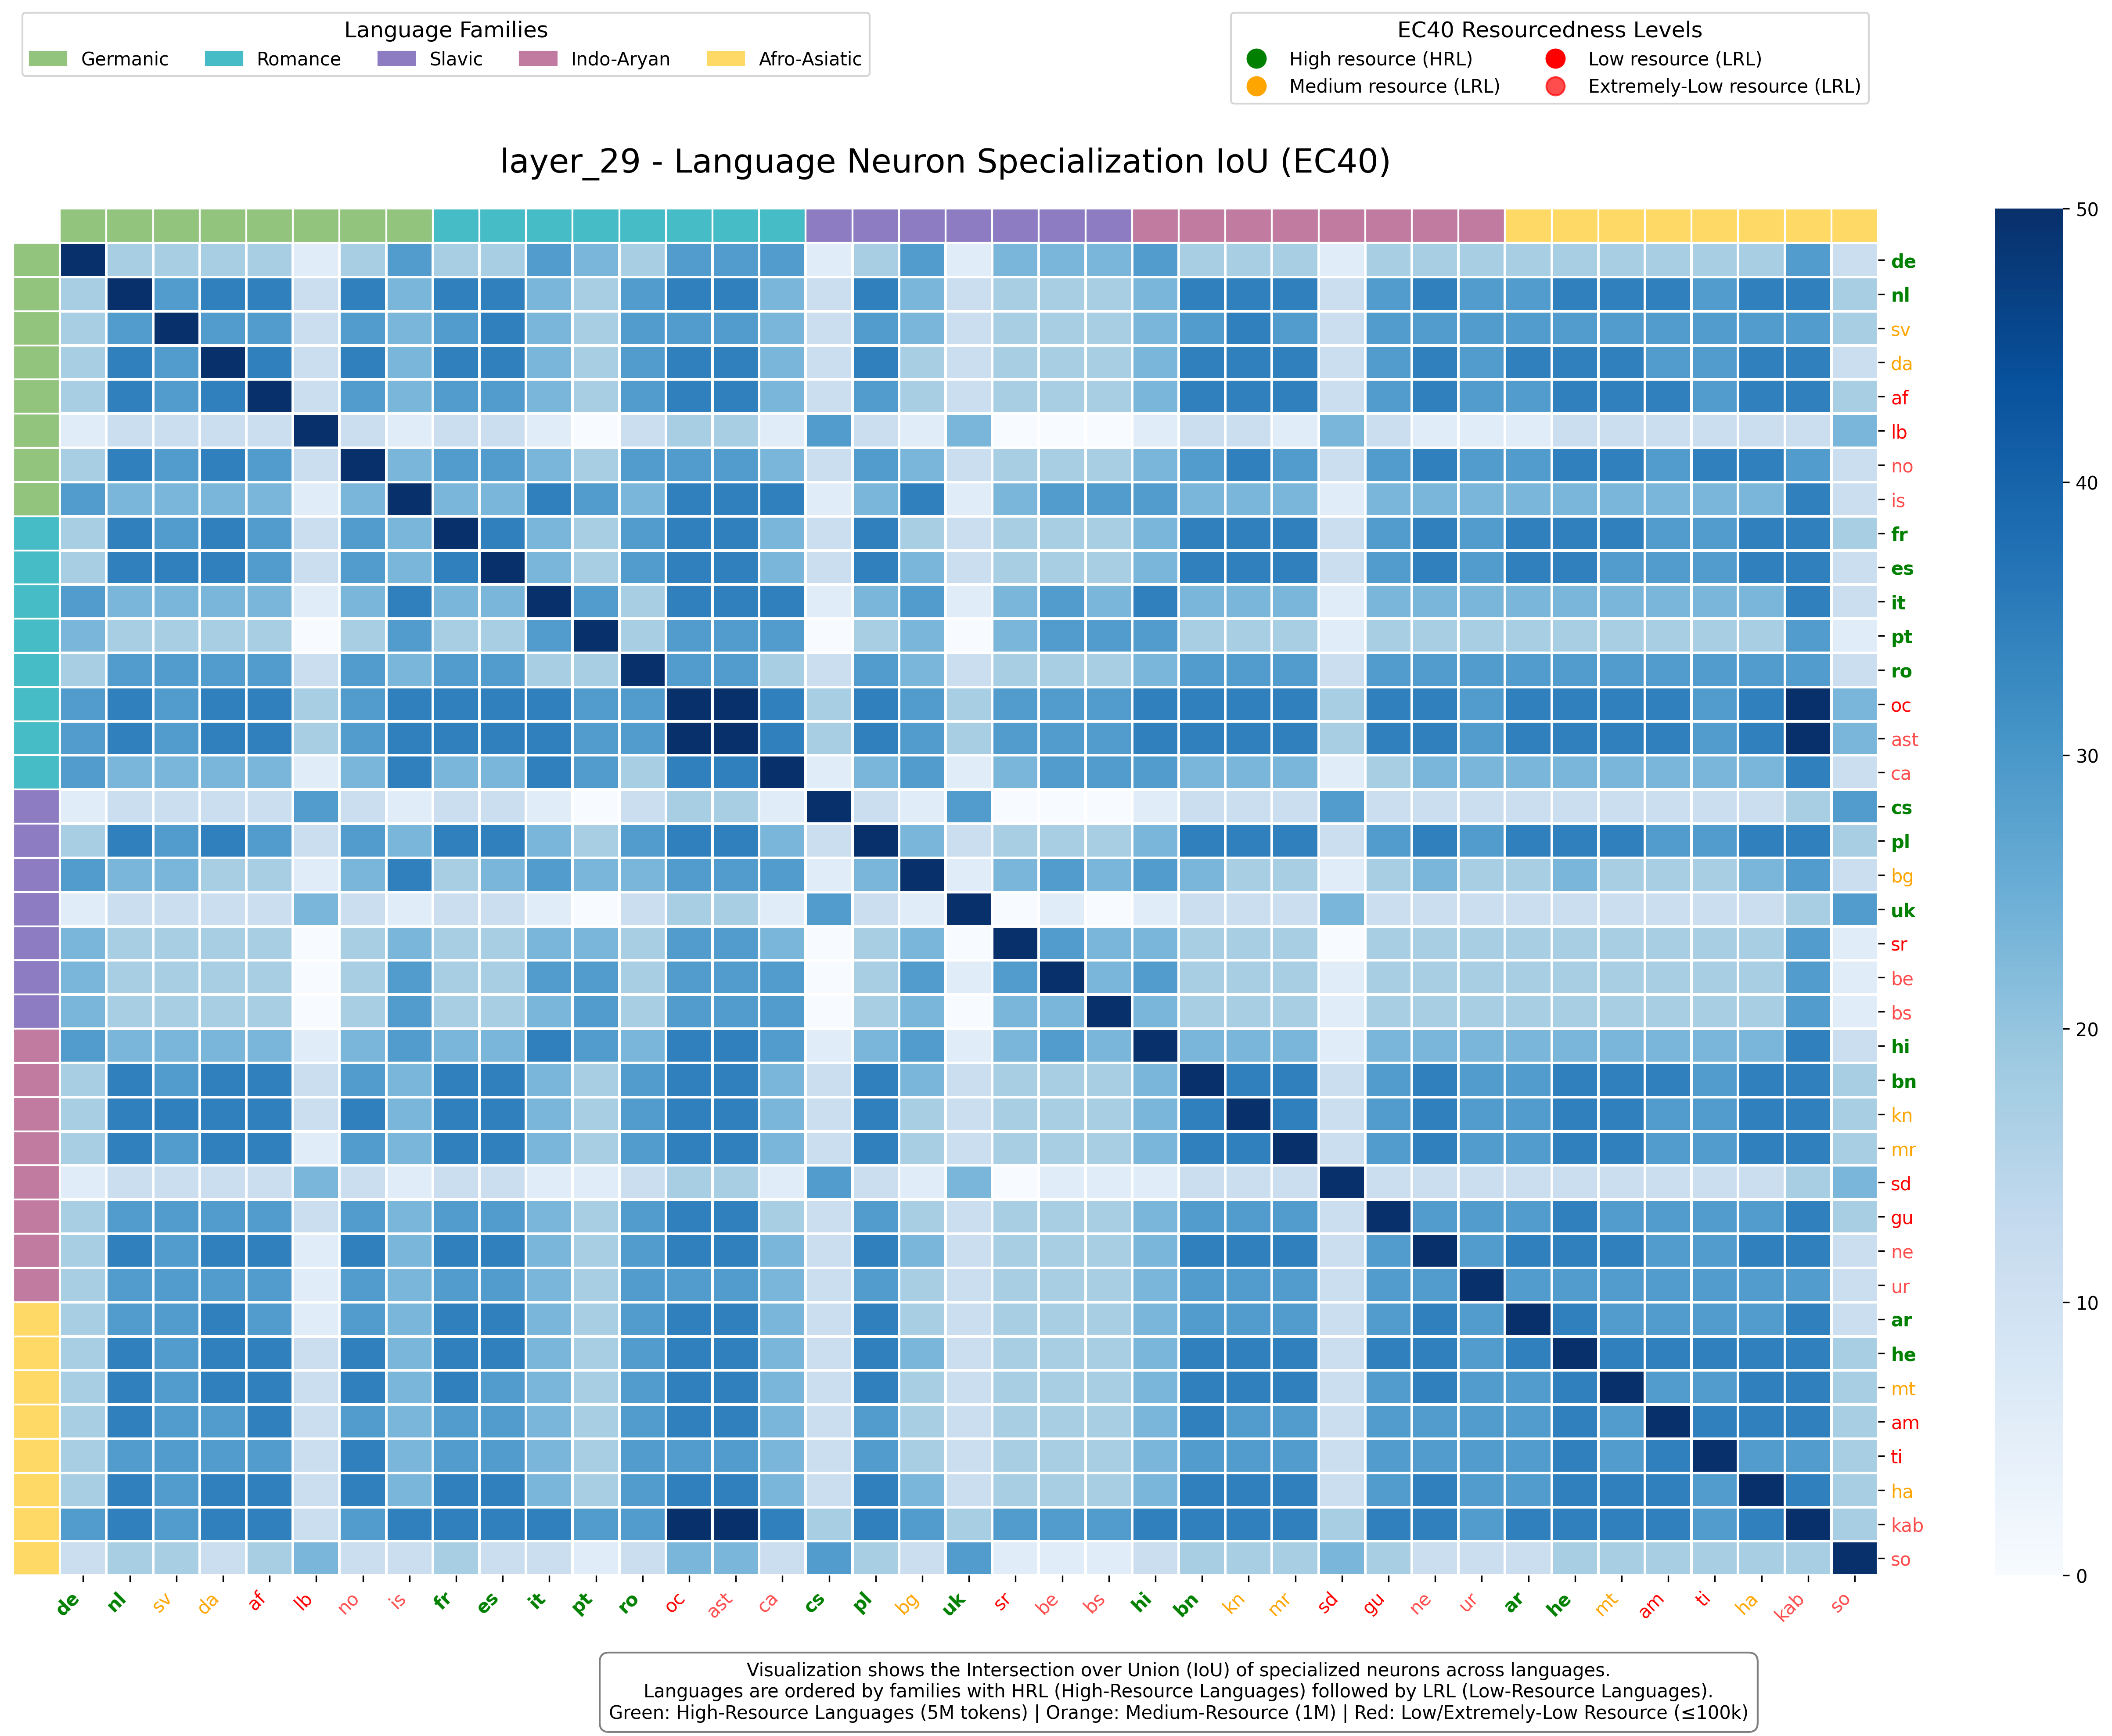 Language Families
Germanic Romance Slavic Indo-Aryan Afro-Asiatic
EC40 Resourcedness Levels
High resource (HRL) Low resource (LRL)
Medium resource (LRL) Extremely-Low resource (LRL)
layer_29 - Language Neuron Specialization IoU (EC40)
de
nl
sv
da
af
lb
no
is
fr
es
it
pt
ro
oc
ast
ca
cs
pl
bg
uk
sr
be
bs
hi
bn
kn
mr
sd
gu
ne
ur
ar
he
mt
am
ti
ha
kab
so
50
40
30
20
10
0
de nl sv da af lb no is fr es it pt ro oc ast ca cs pl bg uk sr be bs hi bn kn mr sd gu ne ur ar he mt am ti ha kab so
Visualization shows the Intersection over Union (IoU) of specialized neurons across languages.
Languages are ordered by families with HRL (High-Resource Languages) followed by LRL (Low-Resource Languages).
Green: High-Resource Languages (5M tokens) | Orange: Medium-Resource (1M) | Red: Low/Extremely-Low Resource (≤100k)